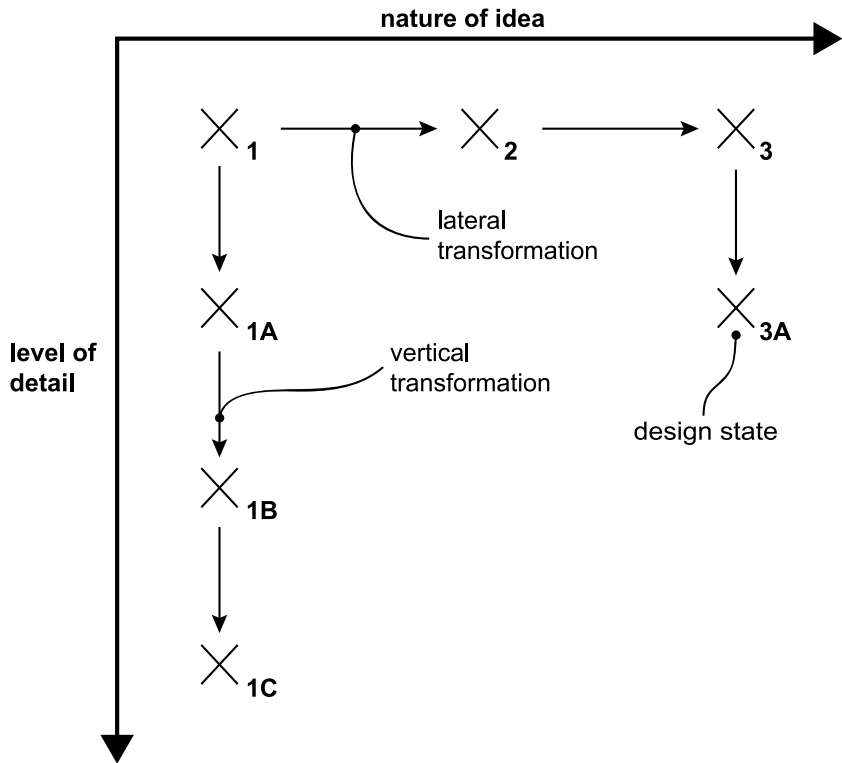 nature of idea
1
2
3
lateral
transformation
1A
3A
level of
detail
vertical
transformation
design state
1B
1C